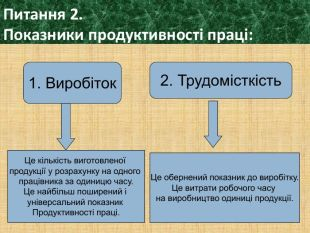 Питання 2.
Показники продуктивності праці:
1. Виробіток
2. Трудомісткість
Це кількість виготовленої
продукції у розрахунку на одного
працівника за одиницю часу.
Це найбільш поширений і
універсальний показник
Продуктивності праці.
Це обернений показник до виробітку.
Це витрати робочого часу
на виробництво одиниці продукції.